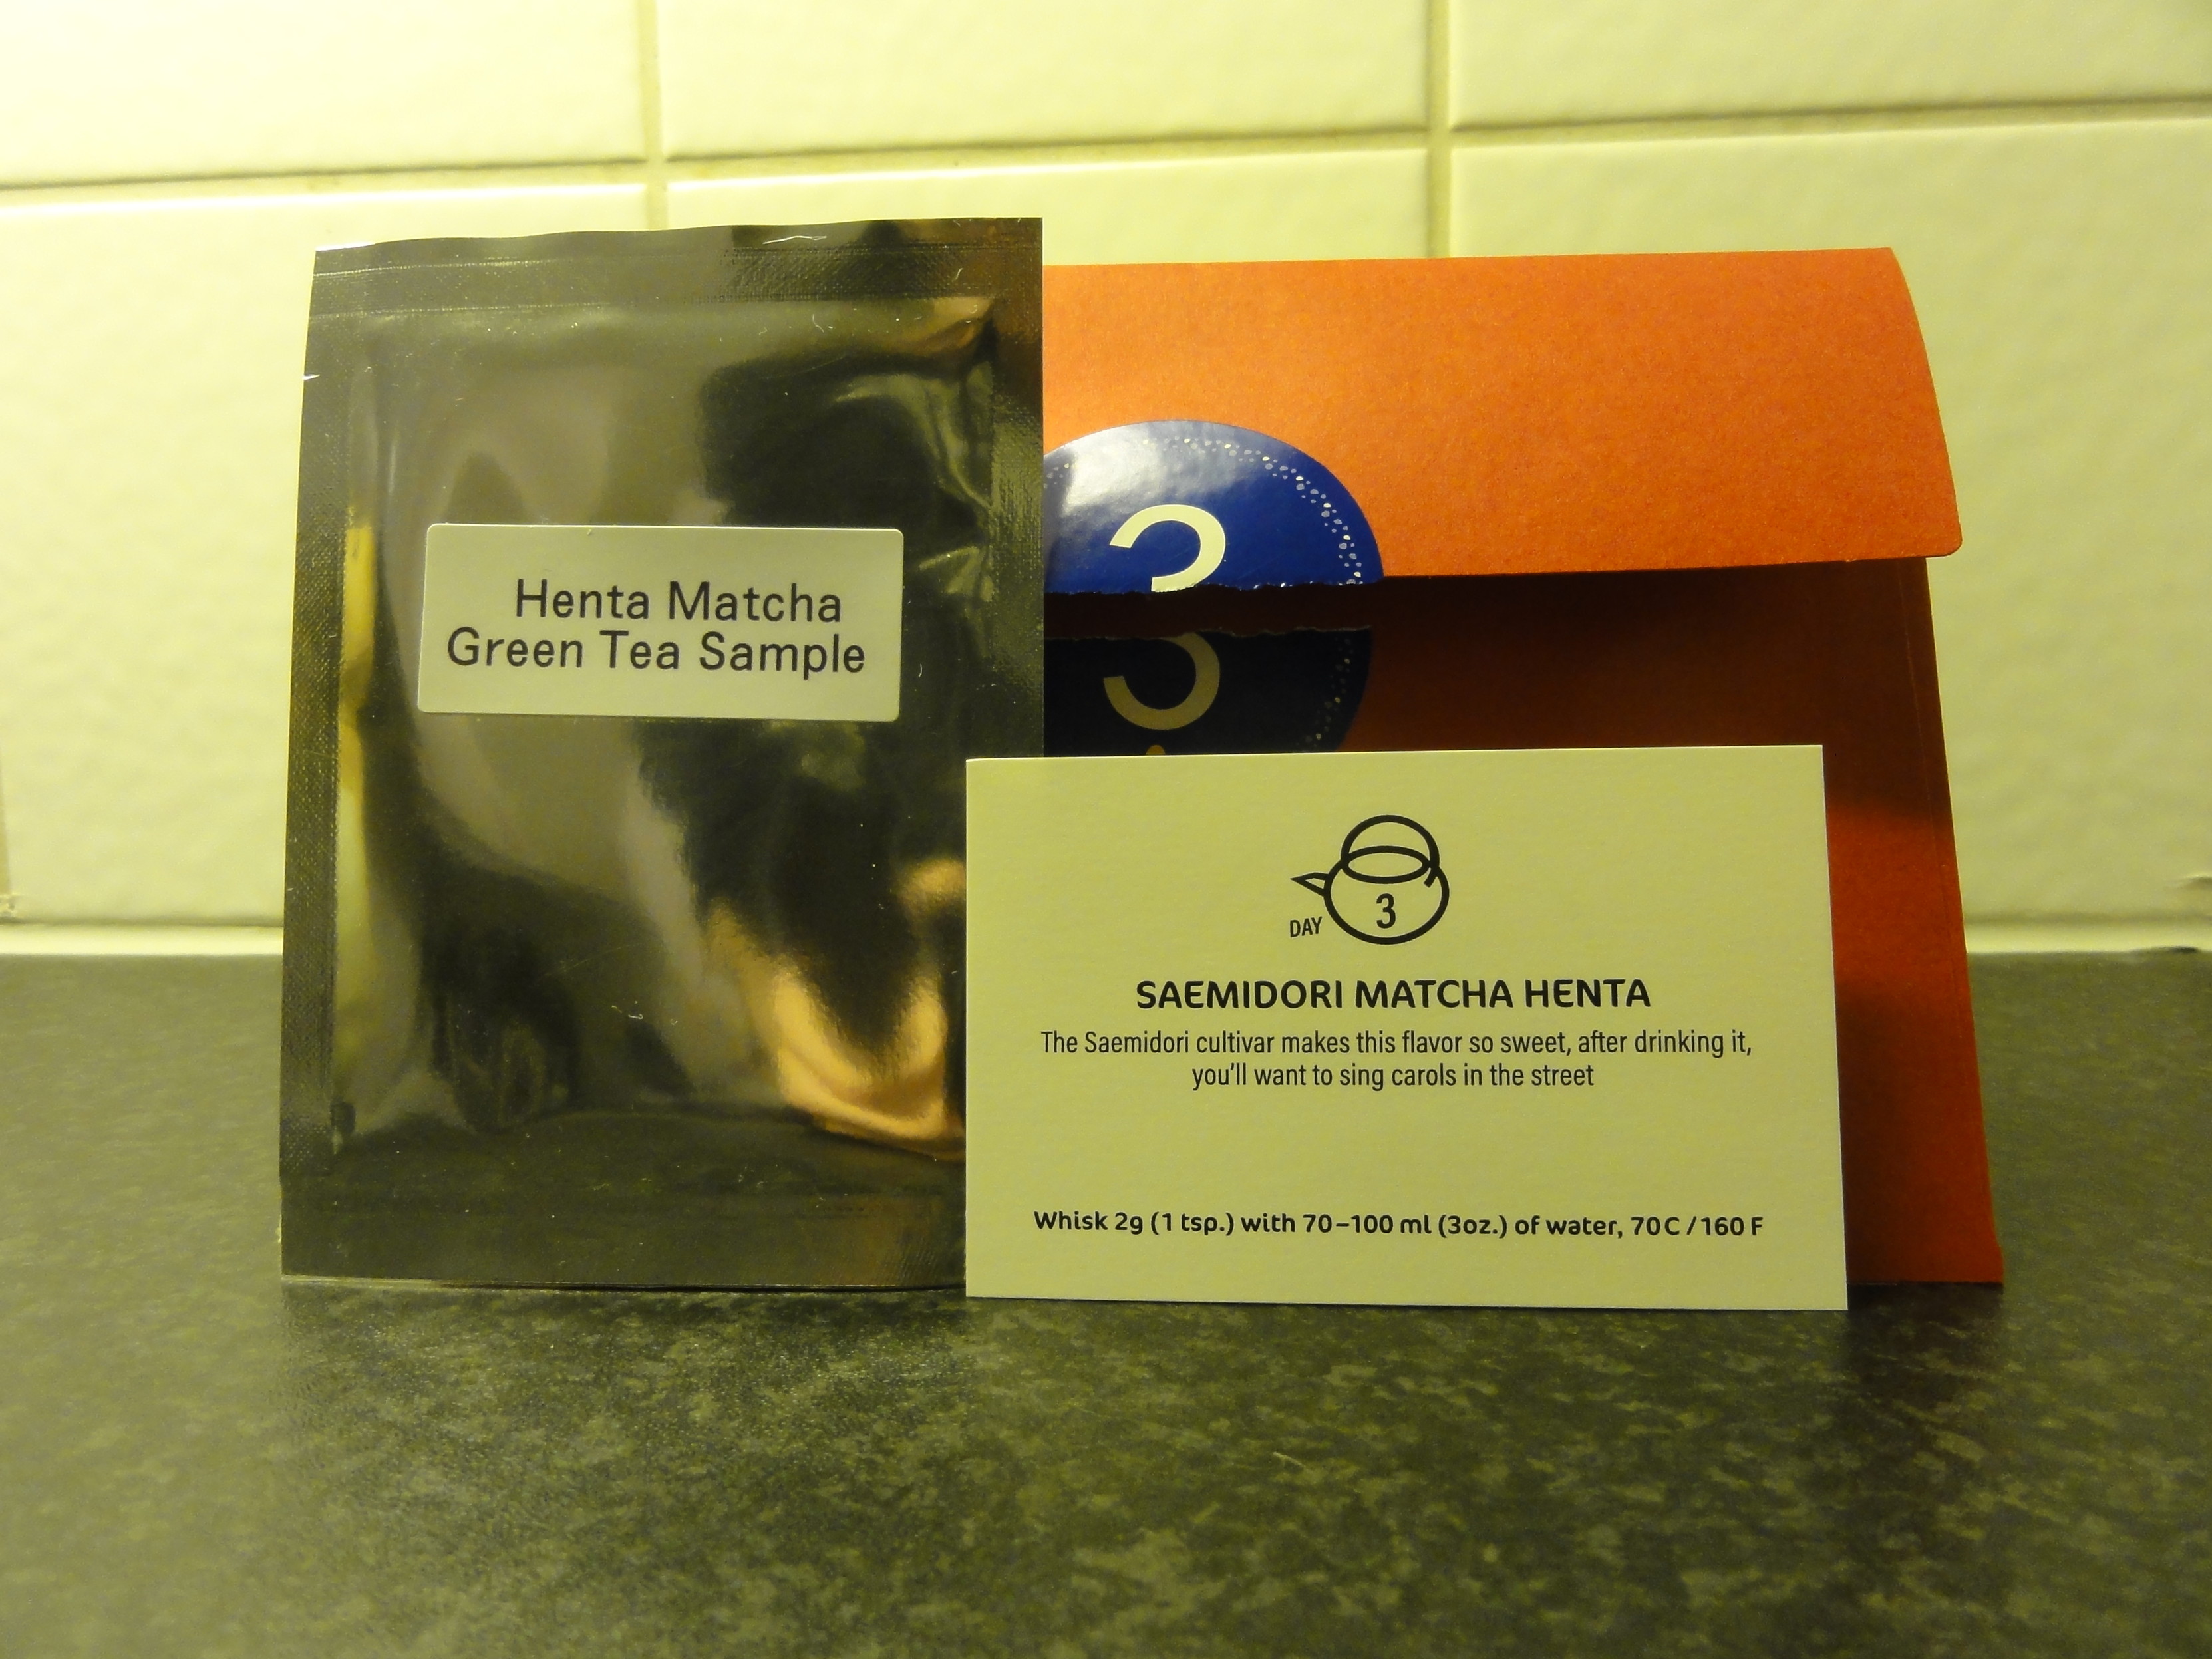 Henta Matcha
Green Tea Sample
3
DAY 3
SAEMIDORI MATCHA HENTA
The Saemidori cultivar makes this flavor so sweet, after drinking it,
you'll want to sing carols in the street
Whisk 2g (1 tsp.) with 70–100 ml (3oz.) of water, 70C / 160 F